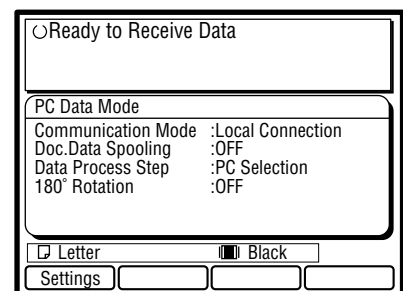 Ready to Receive Data
PC Data Mode
Communication Mode :Local Connection
Doc.Data Spooling :OFF
Data Process Step :PC Selection
180˚ Rotation :OFF
Letter Black
Settings